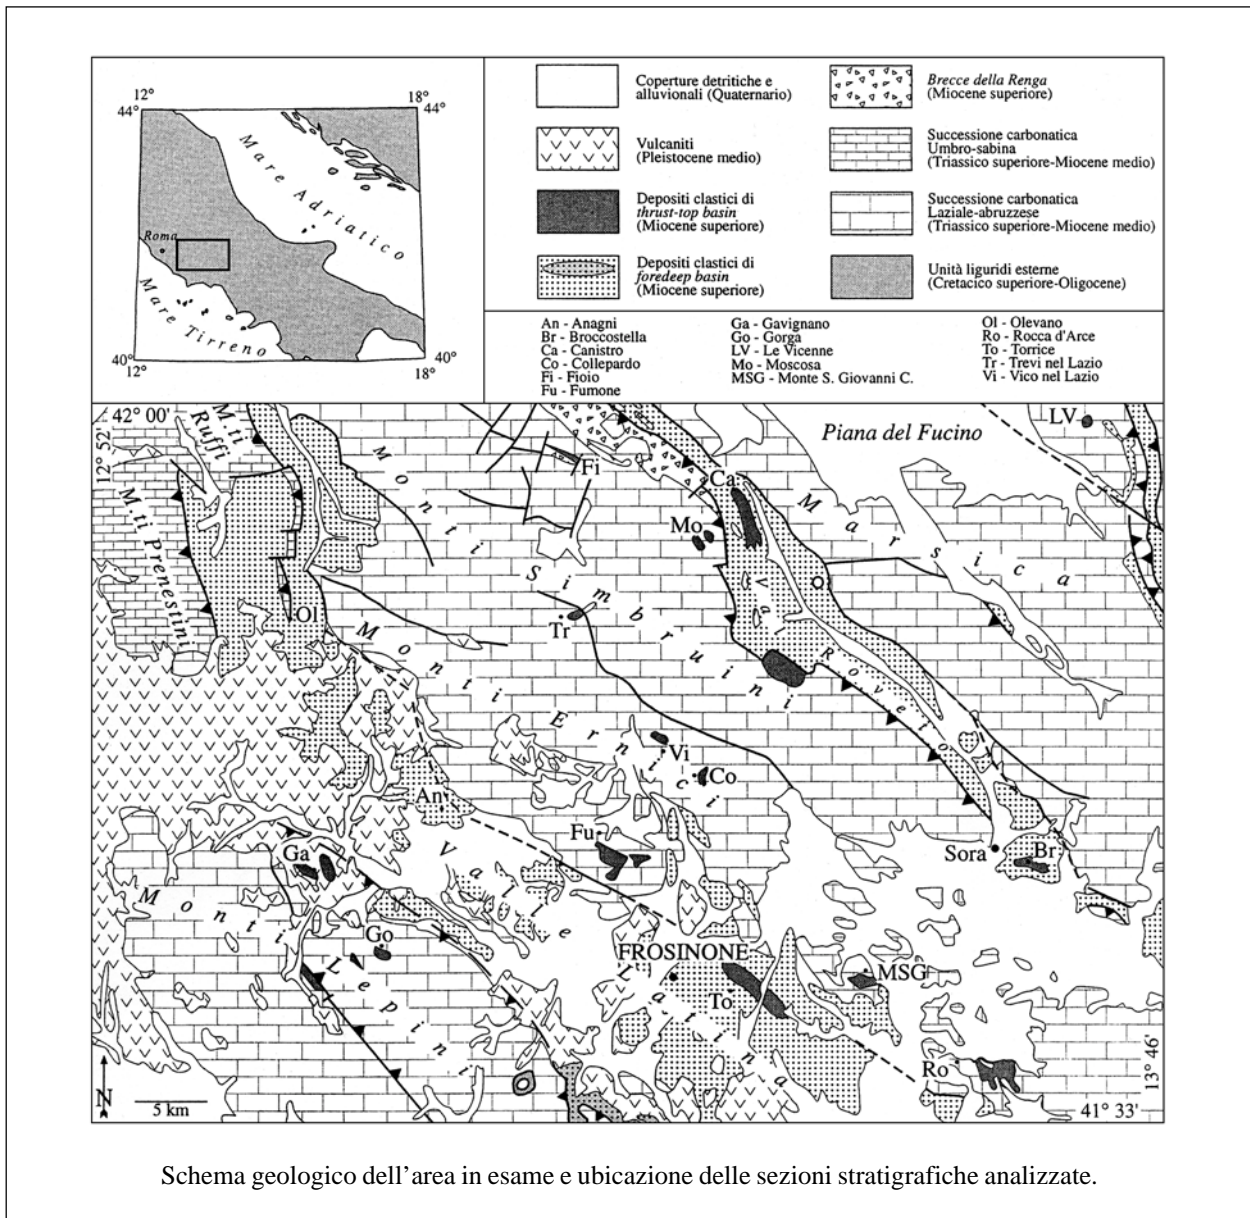 12°
18°
44°
44°
Mare Adriatico
Roma
Mare Tirreno
40°
40°
12°
18°
Coperture detritiche e
alluvionali (Quaternario)
Vulcaniti
(Pleistocene medio)
Depositi clastici di
thrust-top basin
(Miocene superiore)
Depositi clastici di
foredeep basin
(Miocene superiore)
Brecce della Renga
(Miocene superiore)
Successione carbonatica
Umbro-sabina
(Triassico superiore-Miocene medio)
Successione carbonatica
Laziale-abruzzese
(Triassico superiore-Miocene medio)
Unità liguridi esterne
(Cretacico superiore-Oligocene)
An - Anagni
Br - Broccostella
Ca - Canistro
Co - Collepardo
Fi - Fioio
Fu - Fumone
Ga - Gavignano
Go - Gorga
LV - Le Vicenne
Mo - Moscosa
MSG - Monte S. Giovanni C.
Ol - Olevano
Ro - Rocca d'Arce
To - Torrice
Tr - Trevi nel Lazio
Vi - Vico nel Lazio
42° 00'
12° 52'
M.ti Ruffi
M.ti Prenestini
Monti Simbruini
Piana del Fucino
LV
Fi
Ca
Mo
Marsica
Val Roveto
Ol
Tr
Monti Ernici
Vi
Co
An
Fu
Sora
Br
Ga
Valle Latina
Monti Lepini
Go
FROSINONE
To
MSG
Ro
13° 46'
N
5 km
41° 33'
Schema geologico dell'area in esame e ubicazione delle sezioni stratigrafiche analizzate.